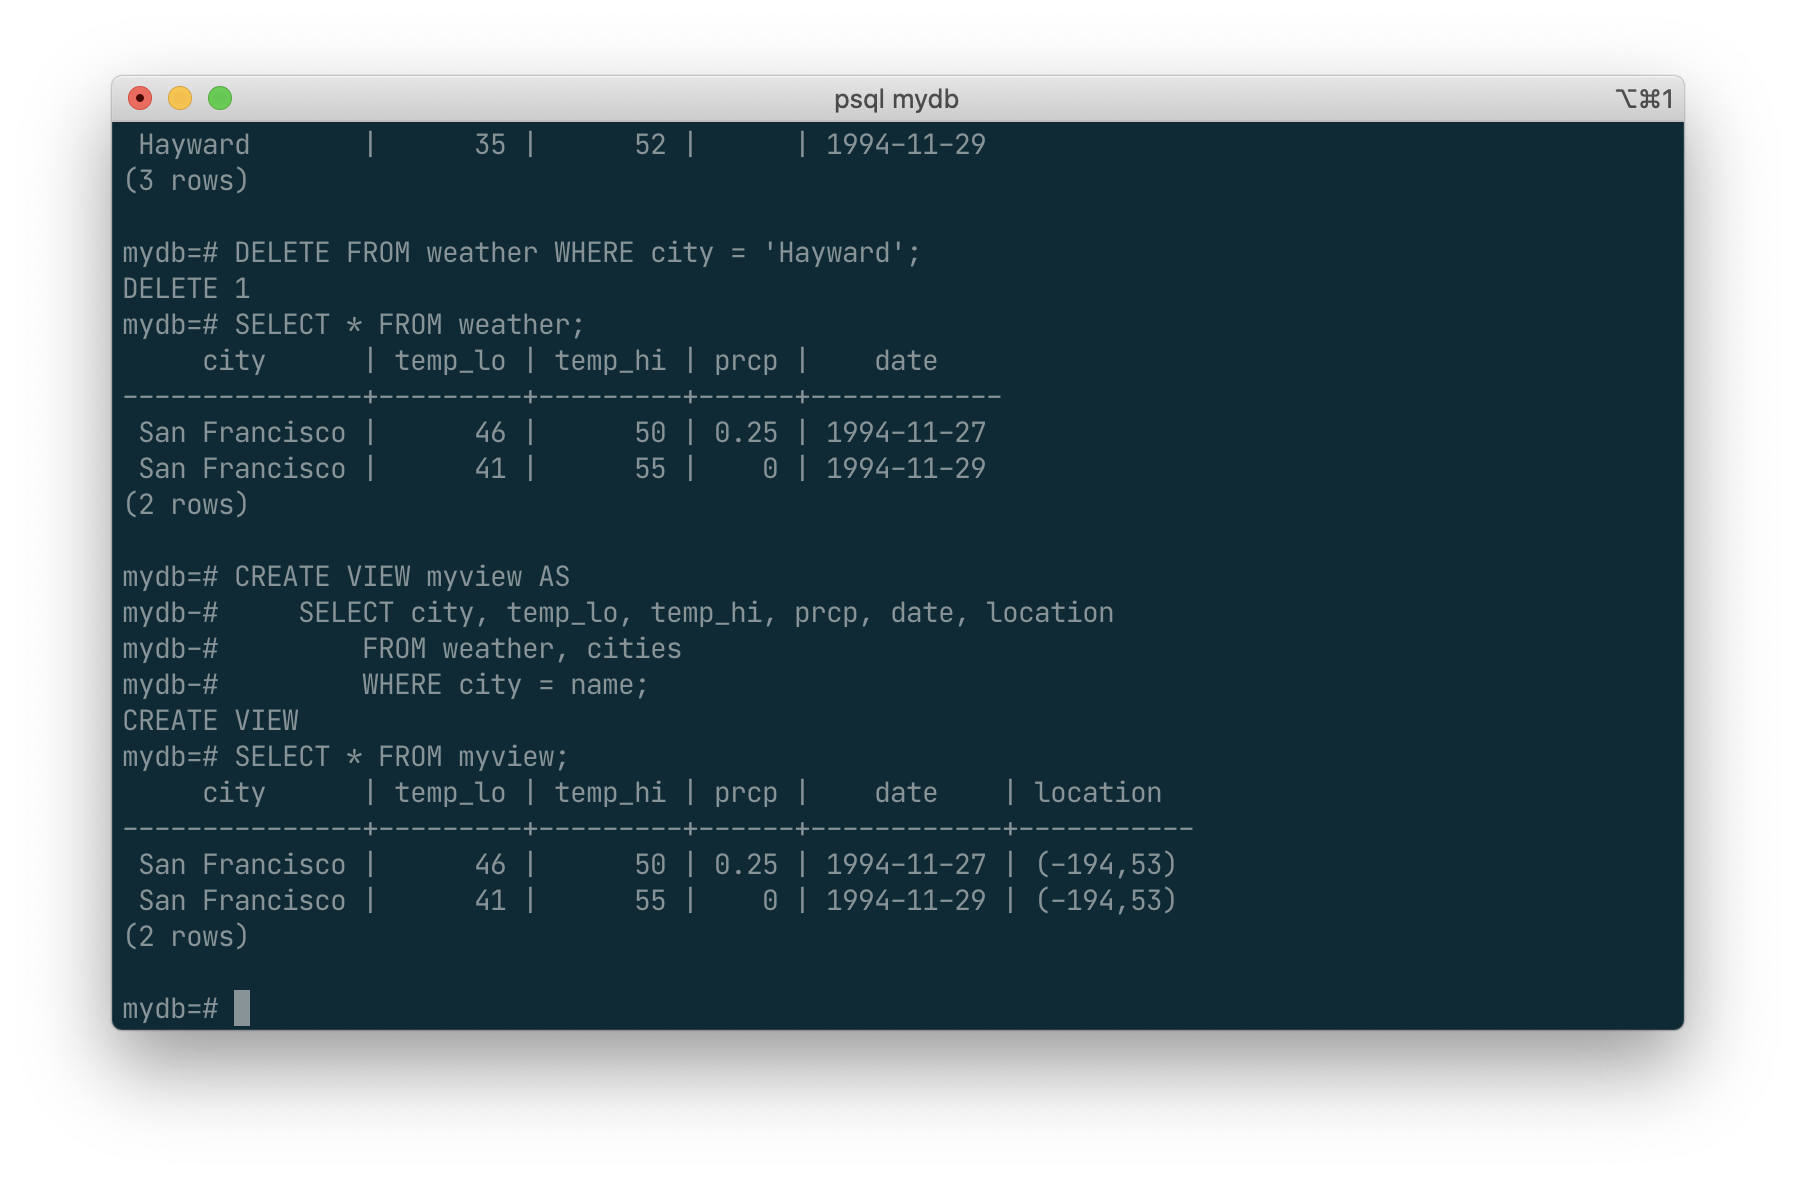 psql mydb
⌥⌘1
 Hayward       |      35 |      52 |      | 1994-11-29
(3 rows)

mydb=# DELETE FROM weather WHERE city = 'Hayward';
DELETE 1
mydb=# SELECT * FROM weather;
     city      | temp_lo | temp_hi | prcp |    date
---------------+---------+---------+------+------------
 San Francisco |      46 |      50 | 0.25 | 1994-11-27
 San Francisco |      41 |      55 |    0 | 1994-11-29
(2 rows)

mydb=# CREATE VIEW myview AS
mydb-#     SELECT city, temp_lo, temp_hi, prcp, date, location
mydb-#         FROM weather, cities
mydb-#         WHERE city = name;
CREATE VIEW
mydb=# SELECT * FROM myview;
     city      | temp_lo | temp_hi | prcp |    date    | location
---------------+---------+---------+------+------------+-----------
 San Francisco |      46 |      50 | 0.25 | 1994-11-27 | (-194,53)
 San Francisco |      41 |      55 |    0 | 1994-11-29 | (-194,53)
(2 rows)

mydb=#